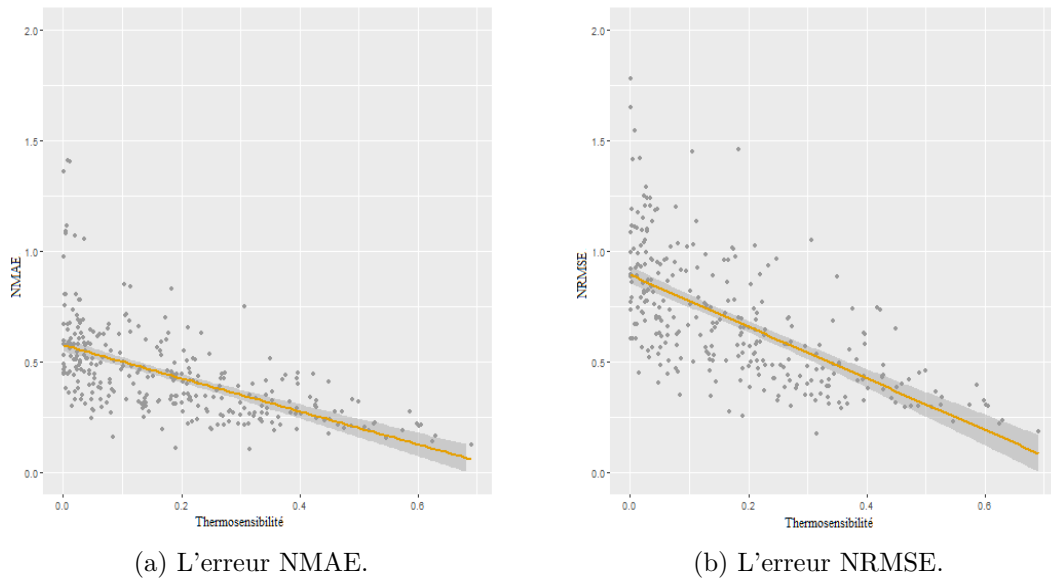 2.0
1.5
1.0
0.5
0.0
NMAE
0.0 0.2 0.4 0.6
Thermosensibilité
(a) L'erreur NMAE.
2.0
1.5
1.0
0.5
0.0
NRMSE
0.0 0.2 0.4 0.6
Thermosensibilité
(b) L'erreur NRMSE.